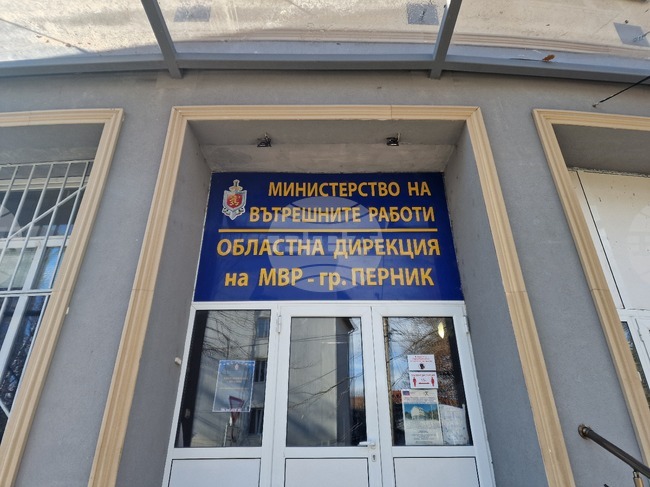 МИНИСТЕРСТВО НА
ВЪТРЕШНИТЕ РАБОТИ
ОБЛАСТНА ДИРЕКЦИЯ
на МВР - гр. ПЕРНИК